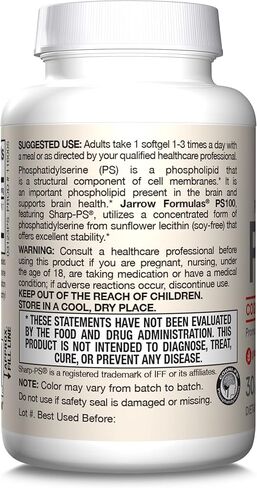 SUGGESTED USE: Adults take 1 softgel 1-3 times a day with
a meal or as directed by your qualified healthcare professional.
Phosphatidylserine (PS) is a phospholipid that
is a structural component of cell membranes.* It is
an important phospholipid present in the brain and
supports brain health.* Jarrow Formulas® PS100,
featuring Sharp-PS®, utilizes a concentrated form of
phosphatidylserine from sunflower lecithin (soy-free) that
offers excellent stability.*
WARNING: Consult a healthcare professional before
using this product if you are pregnant, nursing, under
the age of 18, are taking medication or have a medical
condition; if adverse reactions occur, discontinue use.
KEEP OUT OF THE REACH OF CHILDREN.
STORE IN A COOL, DRY PLACE.
*THESE STATEMENTS HAVE NOT BEEN EVALUATED
BY THE FOOD AND DRUG ADMINISTRATION. THIS
PRODUCT IS NOT INTENDED TO DIAGNOSE, TREAT,
CURE, OR PREVENT ANY DISEASE.
Sharp-PS® is a registered trademark of IFF or its affiliates.
NOTE: Color may vary from batch to batch.
Do not use if safety seal is damaged or missing.
Lot #. Best Used Before:
FILL LINE